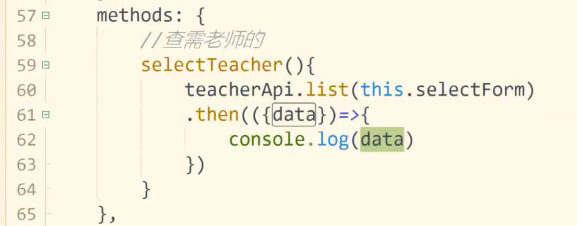 57 methods: {
58 //查需老师的
59 selectTeacher(){
60 teacherApi.list(this.selectForm)
61 .then(({data})=>{
62 console.log(data)
63 })
64 }
65 },